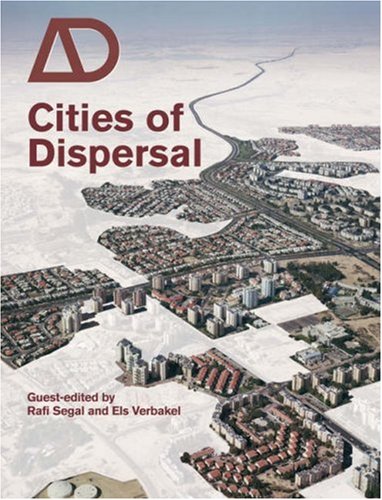 AD
Cities of
Dispersal
Guest-edited by
Rafi Segal and Els Verbakel